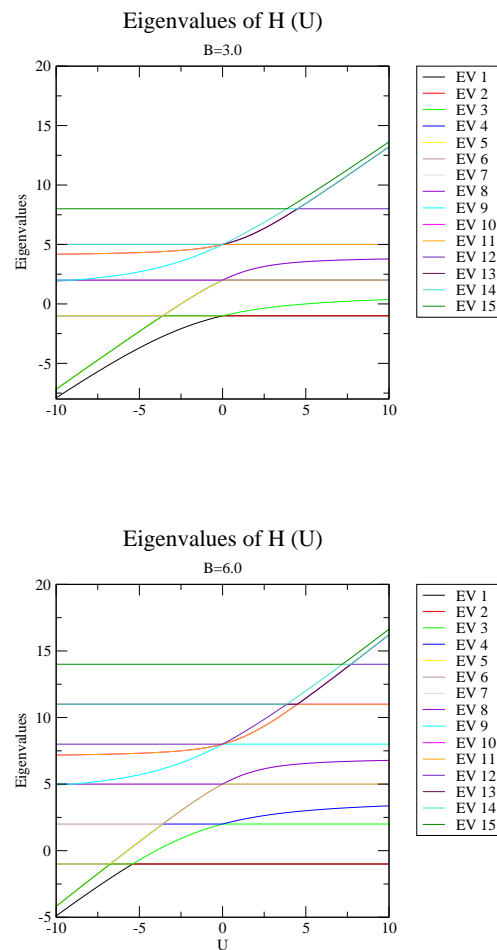 Eigenvalues of H (U)
B=3.0
20
15
10
5
0
-5
-10 -5 0 5 10
Eigenvalues
EV 1
EV 2
EV 3
EV 4
EV 5
EV 6
EV 7
EV 8
EV 9
EV 10
EV 11
EV 12
EV 13
EV 14
EV 15
Eigenvalues of H (U)
B=6.0
20
15
10
5
0
-5
-10 -5 0 5 10
Eigenvalues
U
EV 1
EV 2
EV 3
EV 4
EV 5
EV 6
EV 7
EV 8
EV 9
EV 10
EV 11
EV 12
EV 13
EV 14
EV 15